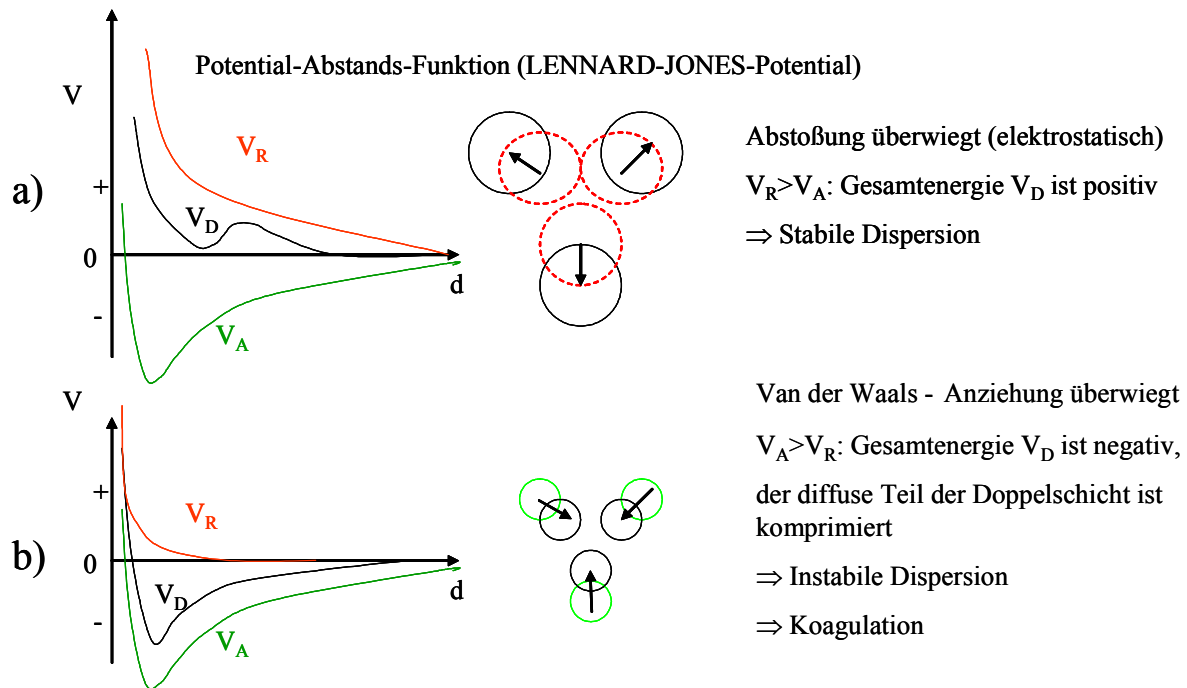 Potential-Abstands-Funktion (LENNARD-JONES-Potential)
a)
V
+
0
-
d
V_R
V_D
V_A
Abstoßung überwiegt (elektrostatisch)
V_R>V_A: Gesamtenergie V_D ist positiv
⇒ Stabile Dispersion
b)
V
+
0
-
d
V_R
V_D
V_A
Van der Waals - Anziehung überwiegt
V_A>V_R: Gesamtenergie V_D ist negativ,
der diffuse Teil der Doppelschicht ist
komprimiert
⇒ Instabile Dispersion
⇒ Koagulation